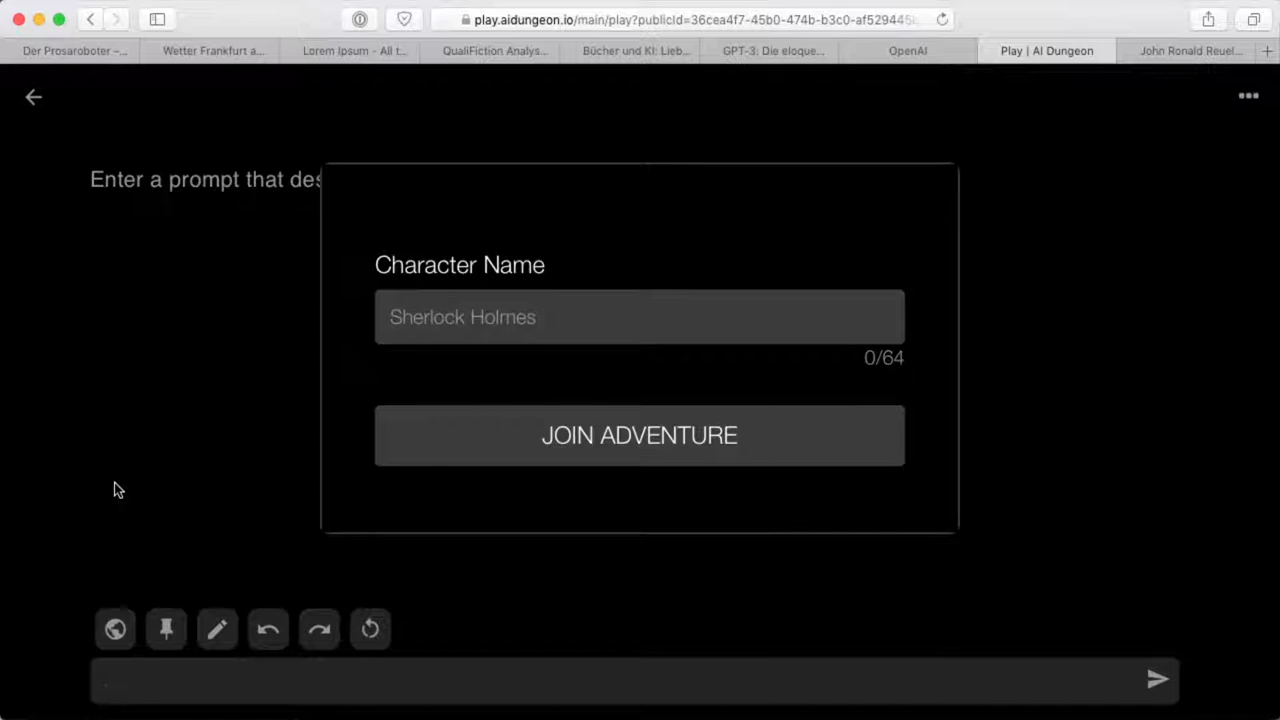 play.aidungeon.io/main/play?publicId=36cea4f7-45b0-474b-b3c0-af529445
Der Prosaroboter –...
Wetter Frankfurt a...
Lorem Ipsum - All t...
QualiFiction Analys...
Bücher und KI: Lieb...
GPT-3: Die eloque...
OpenAI
Play | AI Dungeon
John Ronald Reuel...
Enter a prompt that des
Character Name
Sherlock Holmes
0/64
JOIN ADVENTURE